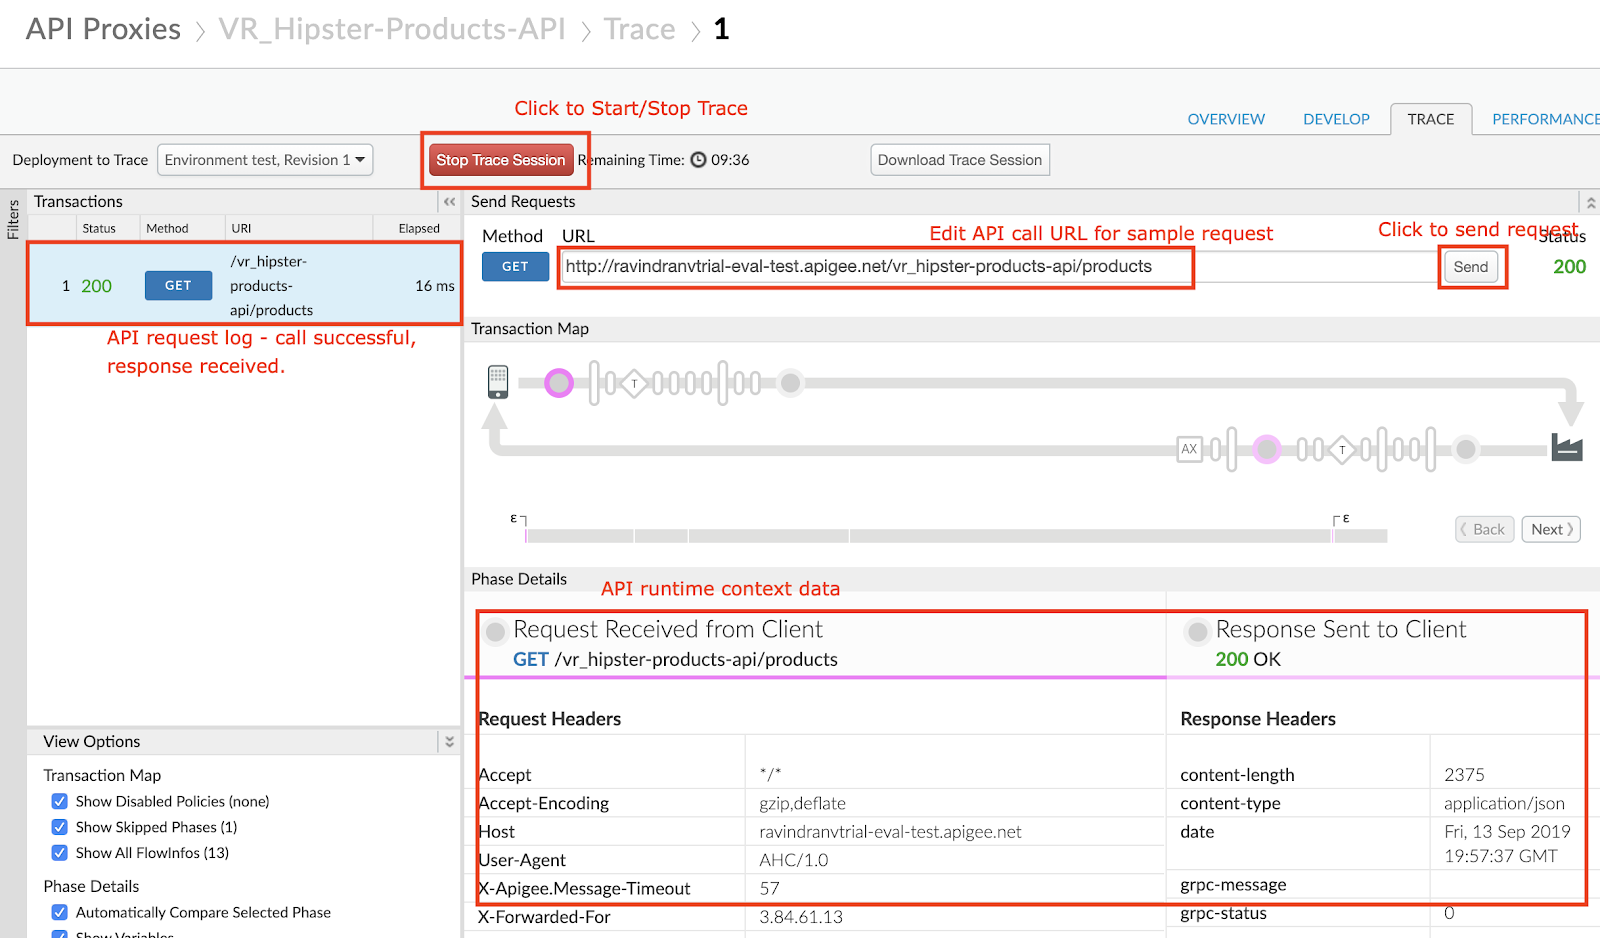 API Proxies > VR_Hipster-Products-API > Trace > 1
Click to Start/Stop Trace
OVERVIEW DEVELOP TRACE PERFORMANCE
Deployment to Trace Environment test, Revision 1 Stop Trace Session Remaining Time: 09:36 Download Trace Session
Filters
Transactions
Status Method URI Elapsed
1 200 GET /vr_hipster-
products-
api/products
16 ms
API request log - call successful,
response received.
Send Requests
Method URL Edit API call URL for sample request Click to send request Status
GET http://ravindranvtrial-eval-test.apigee.net/vr_hipster-products-api/products Send 200
Transaction Map
T
AX T
ε ε
Back Next
Phase Details
API runtime context data
Request Received from Client
GET /vr_hipster-products-api/products
Response Sent to Client
200 OK
Request Headers
Accept */*
Accept-Encoding gzip,deflate
Host ravindranvtrial-eval-test.apigee.net
User-Agent AHC/1.0
X-Apigee.Message-Timeout 57
X-Forwarded-For 3.84.61.13
Response Headers
content-length 2375
content-type application/json
date Fri, 13 Sep 2019
19:57:37 GMT
grpc-message
grpc-status 0
View Options
Transaction Map
Show Disabled Policies (none)
Show Skipped Phases (1)
Show All FlowInfos (13)
Phase Details
Automatically Compare Selected Phase
Show Variables